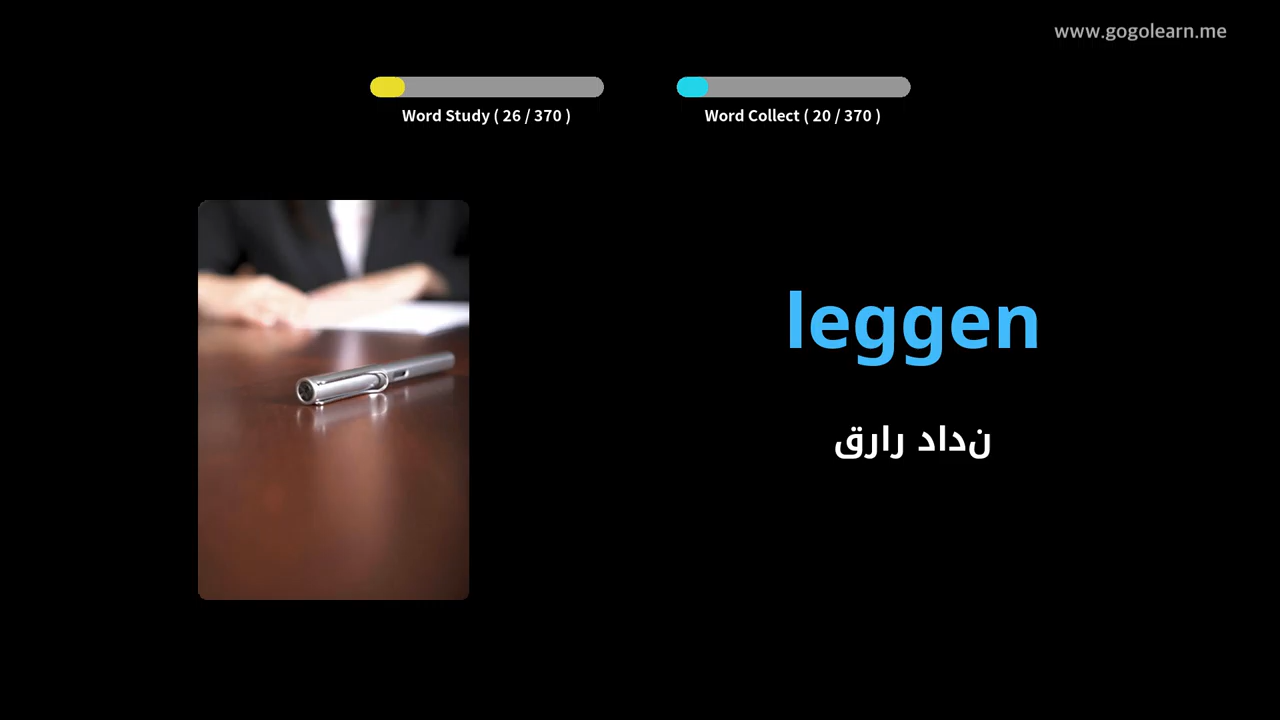 www.gogolearn.me
Word Study ( 26 / 370 )
Word Collect ( 20 / 370 )
leggen
قرار دادن